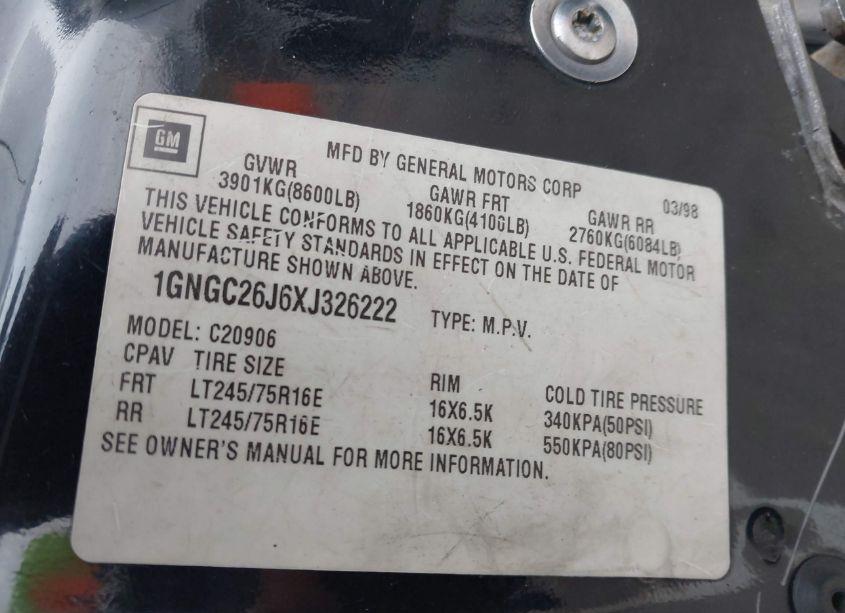 GM
MFD BY GENERAL MOTORS CORP 03/98
GVWR GAWR FRT GAWR RR
3901KG(8600LB) 1860KG(4100LB) 2760KG(6084LB)
THIS VEHICLE CONFORMS TO ALL APPLICABLE U.S. FEDERAL MOTOR
VEHICLE SAFETY STANDARDS IN EFFECT ON THE DATE OF
MANUFACTURE SHOWN ABOVE.
1GNGC26J6XJ326222 TYPE: M.P.V.
MODEL: C20906
CPAV TIRE SIZE RIM COLD TIRE PRESSURE
FRT LT245/75R16E 16X6.5K 340KPA(50PSI)
RR LT245/75R16E 16X6.5K 550KPA(80PSI)
SEE OWNER'S MANUAL FOR MORE INFORMATION.